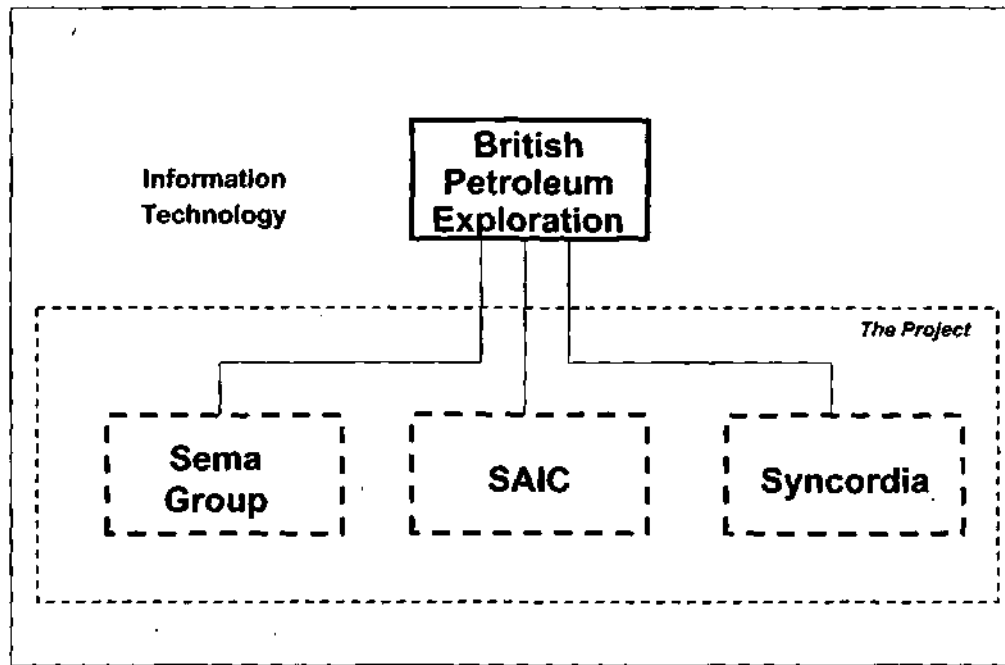 British
Petroleum
Exploration
Information
Technology
The Project
Sema
Group
SAIC
Syncordia